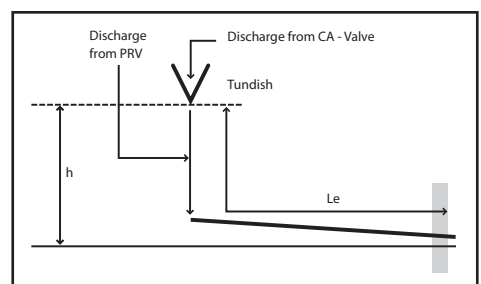 Discharge
from PRV
Discharge from CA - Valve
Tundish
h
Le